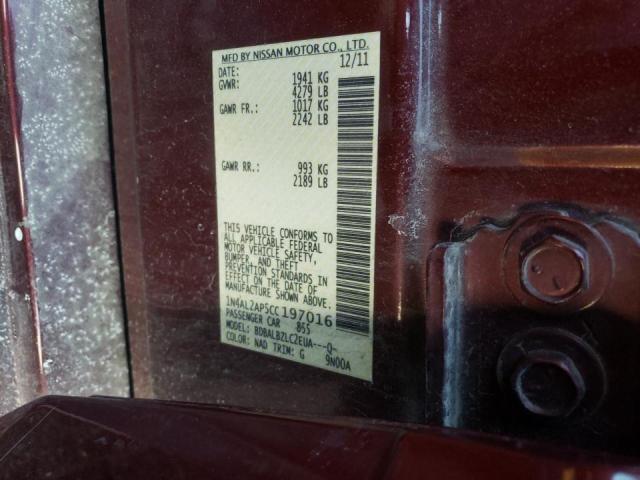 MFD BY NISSAN MOTOR CO., LTD.
DATE: 12/11
GVWR: 1941 KG
4279 LB
GAWR FR.: 1017 KG
2242 LB
GAWR RR.: 993 KG
2189 LB
THIS VEHICLE CONFORMS TO
ALL APPLICABLE FEDERAL
MOTOR VEHICLE SAFETY,
BUMPER, AND THEFT
PREVENTION STANDARDS IN
EFFECT ON THE DATE OF
MANUFACTURE SHOWN ABOVE.
1N4AL2AP5CC197016
PASSENGER CAR 865
MODEL: BDBALBZLC2EUA---Q-
COLOR: NAD TRIM: G 9N00A